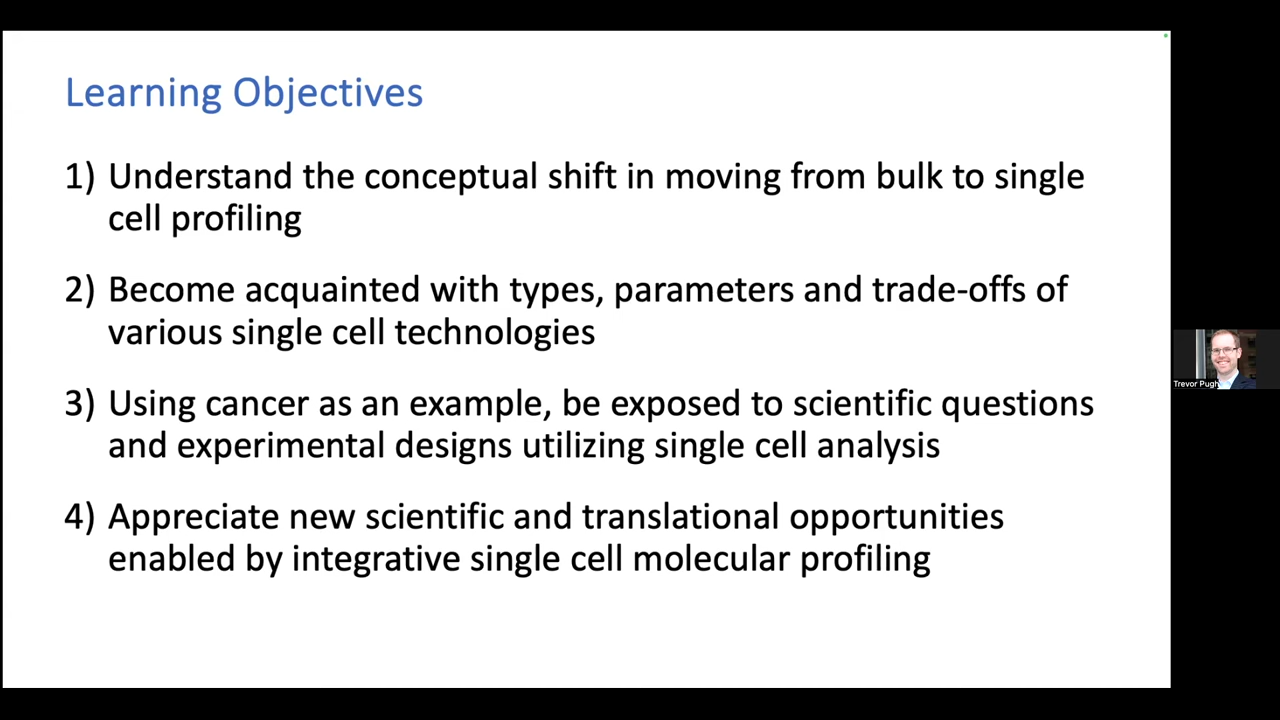 Learning Objectives
1) Understand the conceptual shift in moving from bulk to single
cell profiling
2) Become acquainted with types, parameters and trade-offs of
various single cell technologies
3) Using cancer as an example, be exposed to scientific questions
and experimental designs utilizing single cell analysis
4) Appreciate new scientific and translational opportunities
enabled by integrative single cell molecular profiling
Trevor Pugh